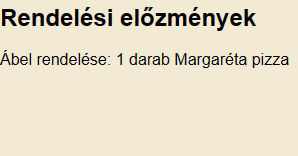 Rendelési előzmények
Ábel rendelése: 1 darab Margaréta pizza